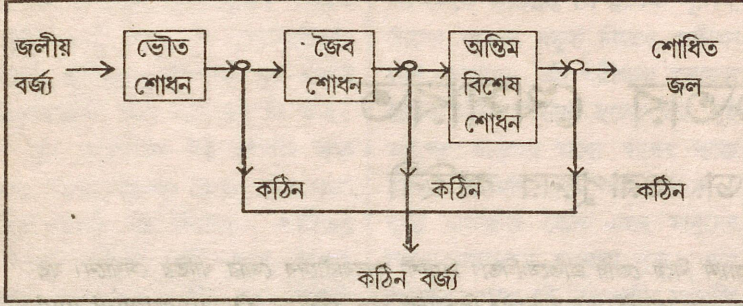 জলীয়
বর্জ্য
ভৌত
শোধন
জৈব
শোধন
অন্তিম
বিশেষ
শোধন
শোধিত
জল
কঠিন
কঠিন
কঠিন
কঠিন বর্জ্য